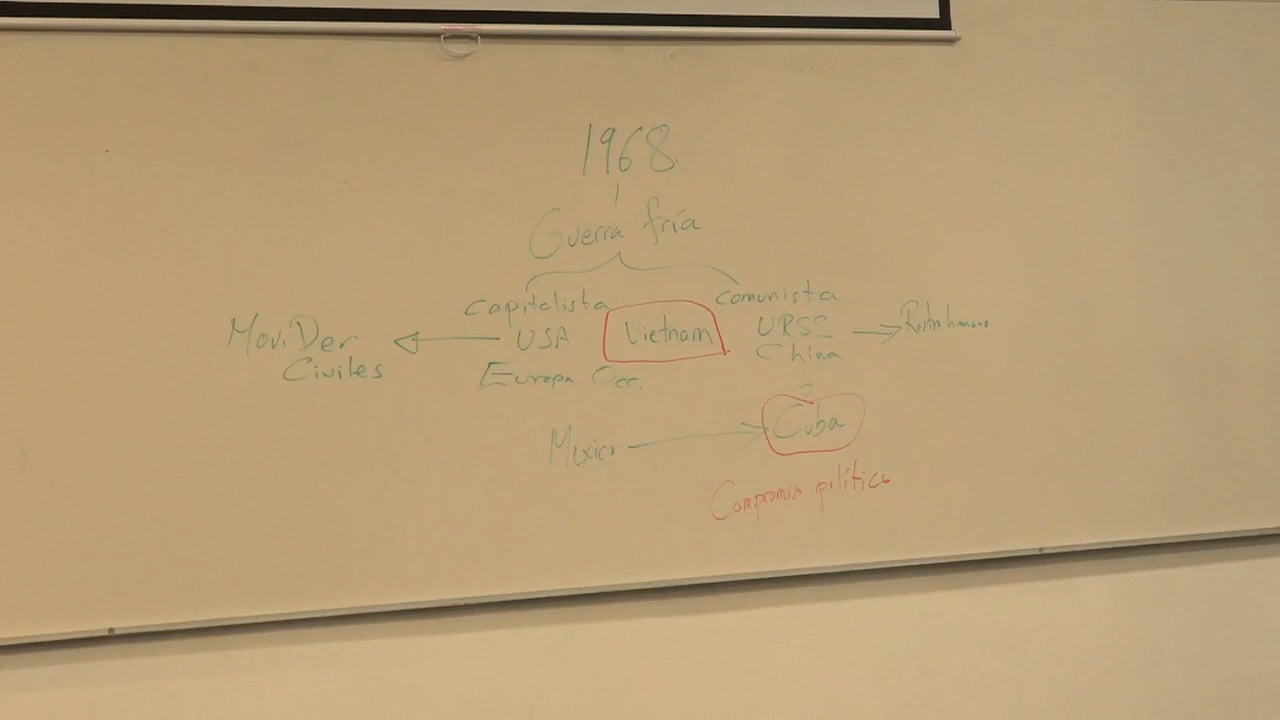 1968
Guerra fría
Capitalista
Comunista
Movi Der
Civiles
USA
Europa Occ.
Vietnam
URSS
China
Mexico
Cuba
Compromiso político